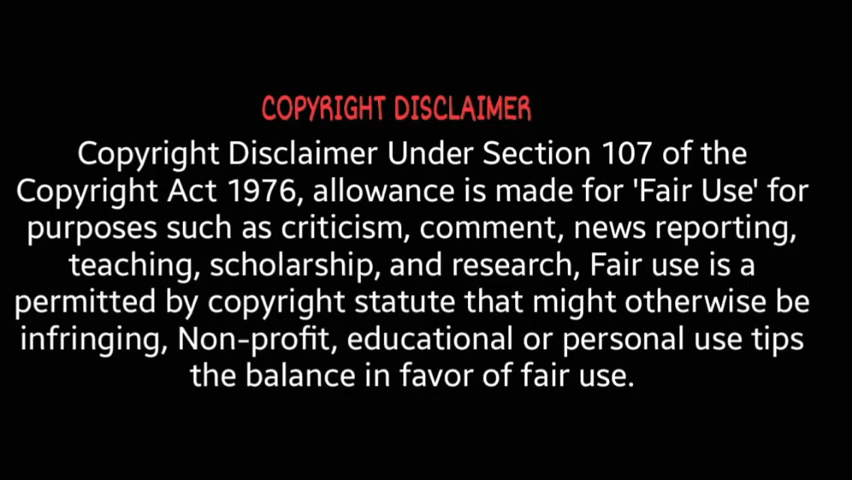 COPYRIGHT DISCLAIMER
Copyright Disclaimer Under Section 107 of the
Copyright Act 1976, allowance is made for 'Fair Use' for
purposes such as criticism, comment, news reporting,
teaching, scholarship, and research, Fair use is a
permitted by copyright statute that might otherwise be
infringing, Non-profit, educational or personal use tips
the balance in favor of fair use.